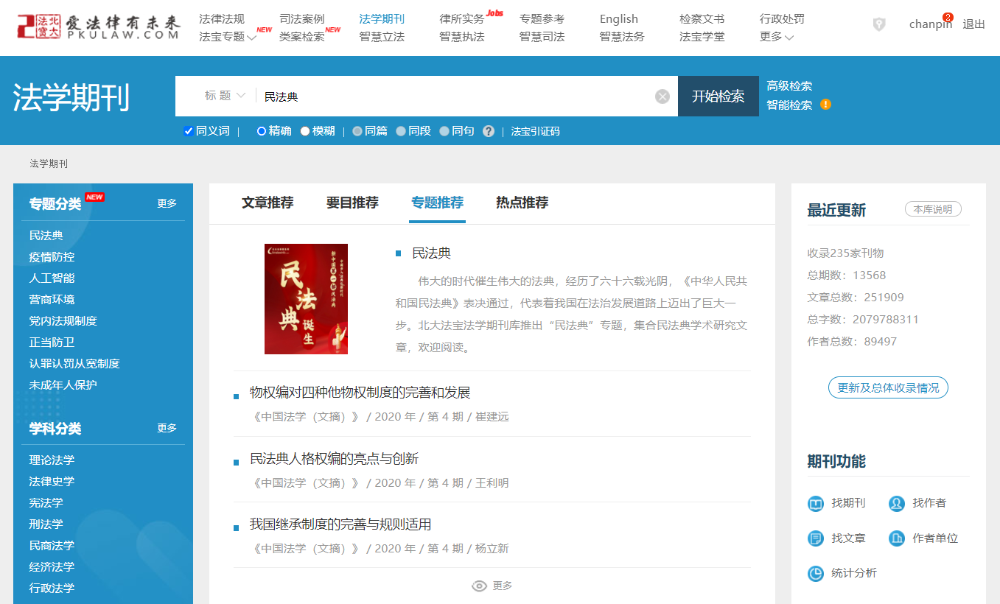 北大法宝
爱法律有未来
PKULAW.COM
法律法规 司法案例 法学期刊 律所实务 Jobs 专题参考 English 检察文书 行政处罚
法宝专题 NEW 类案检索 NEW 智慧立法 智慧执法 智慧司法 智慧法务 法宝学堂 更多
chanpin 2 退出
法学期刊
标题 民法典 开始检索
高级检索
智能检索 !
同义词 | 精确 模糊 | 同篇 同段 同句 ? | 法宝引证码
法学期刊
专题分类 NEW 更多
民法典
疫情防控
人工智能
营商环境
党内法规制度
正当防卫
认罪认罚从宽制度
未成年人保护
学科分类 更多
理论法学
法律史学
宪法学
刑法学
民商法学
经济法学
行政法学
文章推荐 要目推荐 专题推荐 热点推荐
民法典诞生
新中国第一部民法典
民法典
伟大的时代催生伟大的法典，经历了六十六载光阴，《中华人民共
和国民法典》表决通过，代表着我国在法治发展道路上迈出了巨大一
步。北大法宝法学期刊库推出“民法典”专题，集合民法典学术研究文
章，欢迎阅读。
物权编对四种他物权制度的完善和发展
《中国法学（文摘）》 / 2020 年 / 第 4 期 / 崔建远
民法典人格权编的亮点与创新
《中国法学（文摘）》 / 2020 年 / 第 4 期 / 王利明
我国继承制度的完善与规则适用
《中国法学（文摘）》 / 2020 年 / 第 4 期 / 杨立新
更多
最近更新 本库说明
收录235家刊物
总期数：13568
文章总数：251909
总字数：2079788311
作者总数：89497
更新及总体收录情况
期刊功能
找期刊 找作者
找文章 作者单位
统计分析